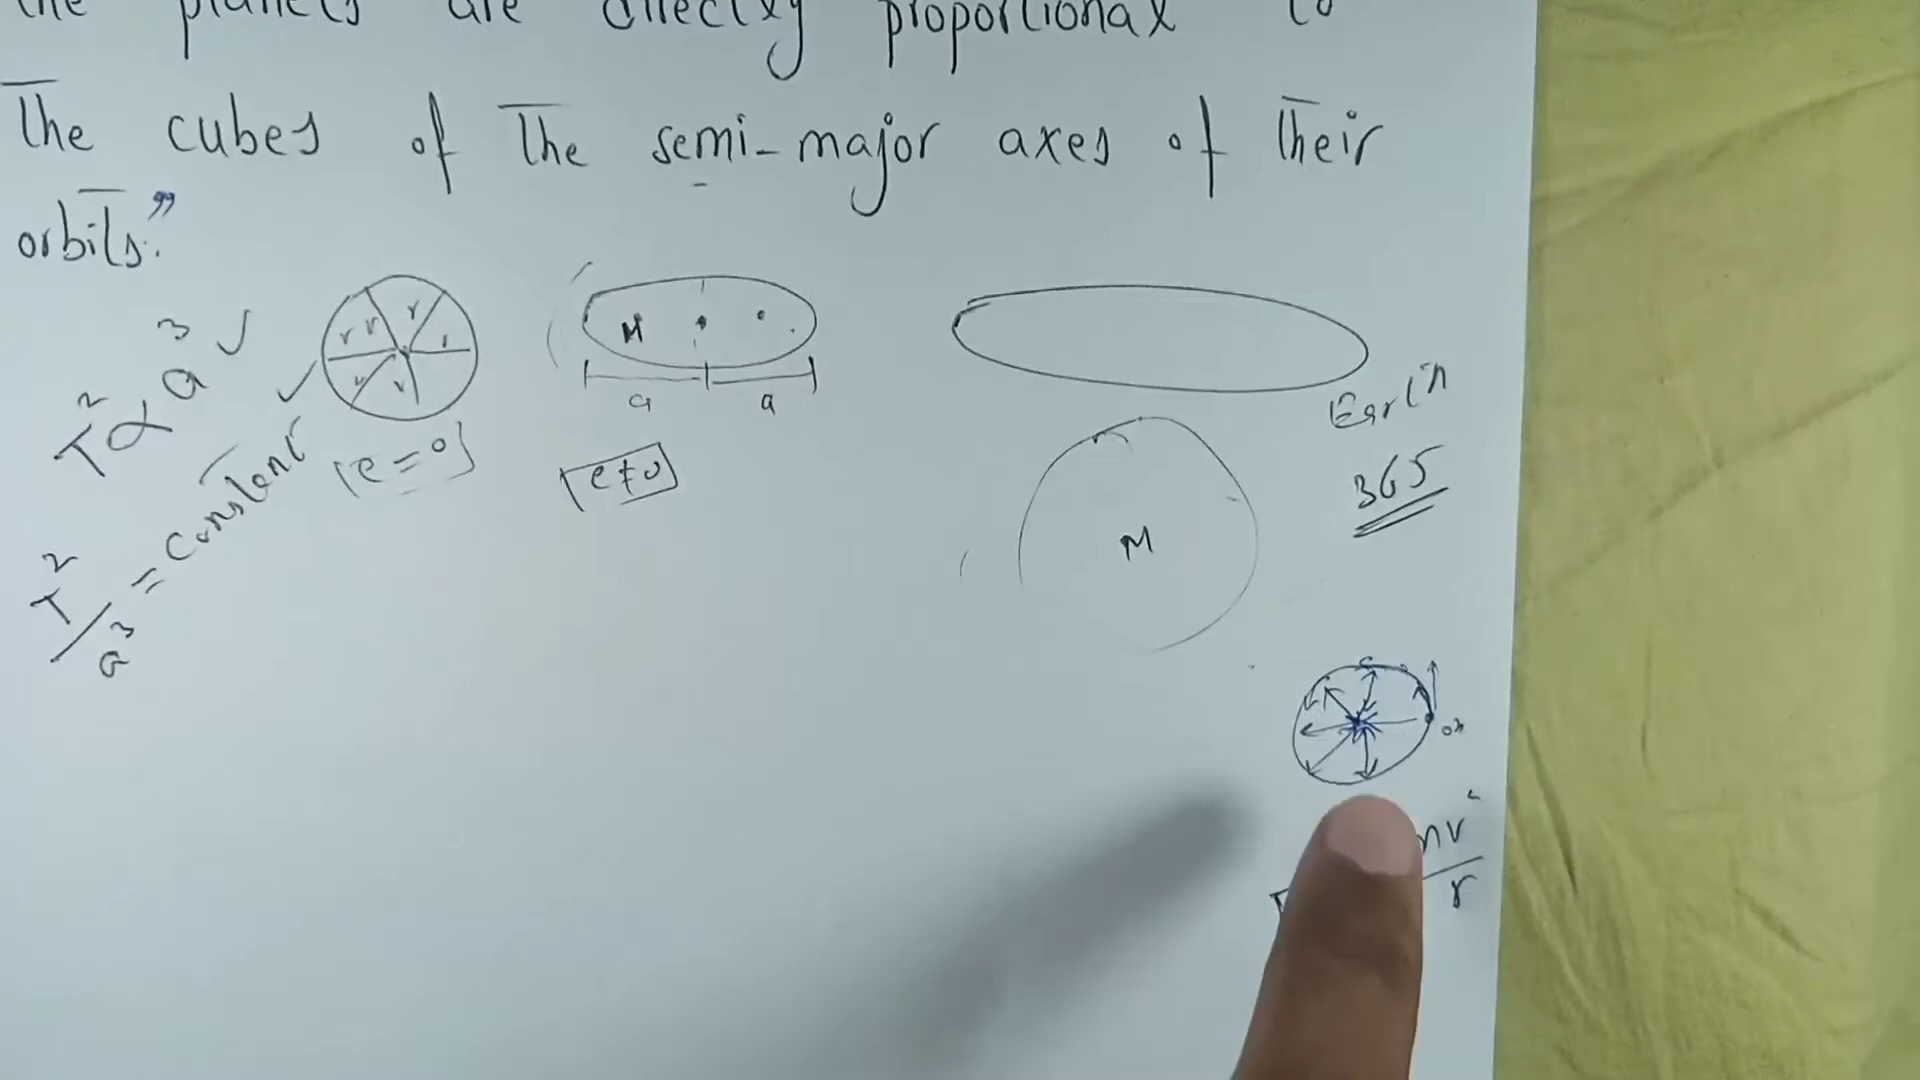 the planets are directly proportional to
The cubes of The semi-major axes of Their
orbits."
T² ∝ a³ ✓
T²/a³ = Constant ✓
r r r r
[e = 0]
M
a a
e ≠ 0
Earth
365
M
v²
r